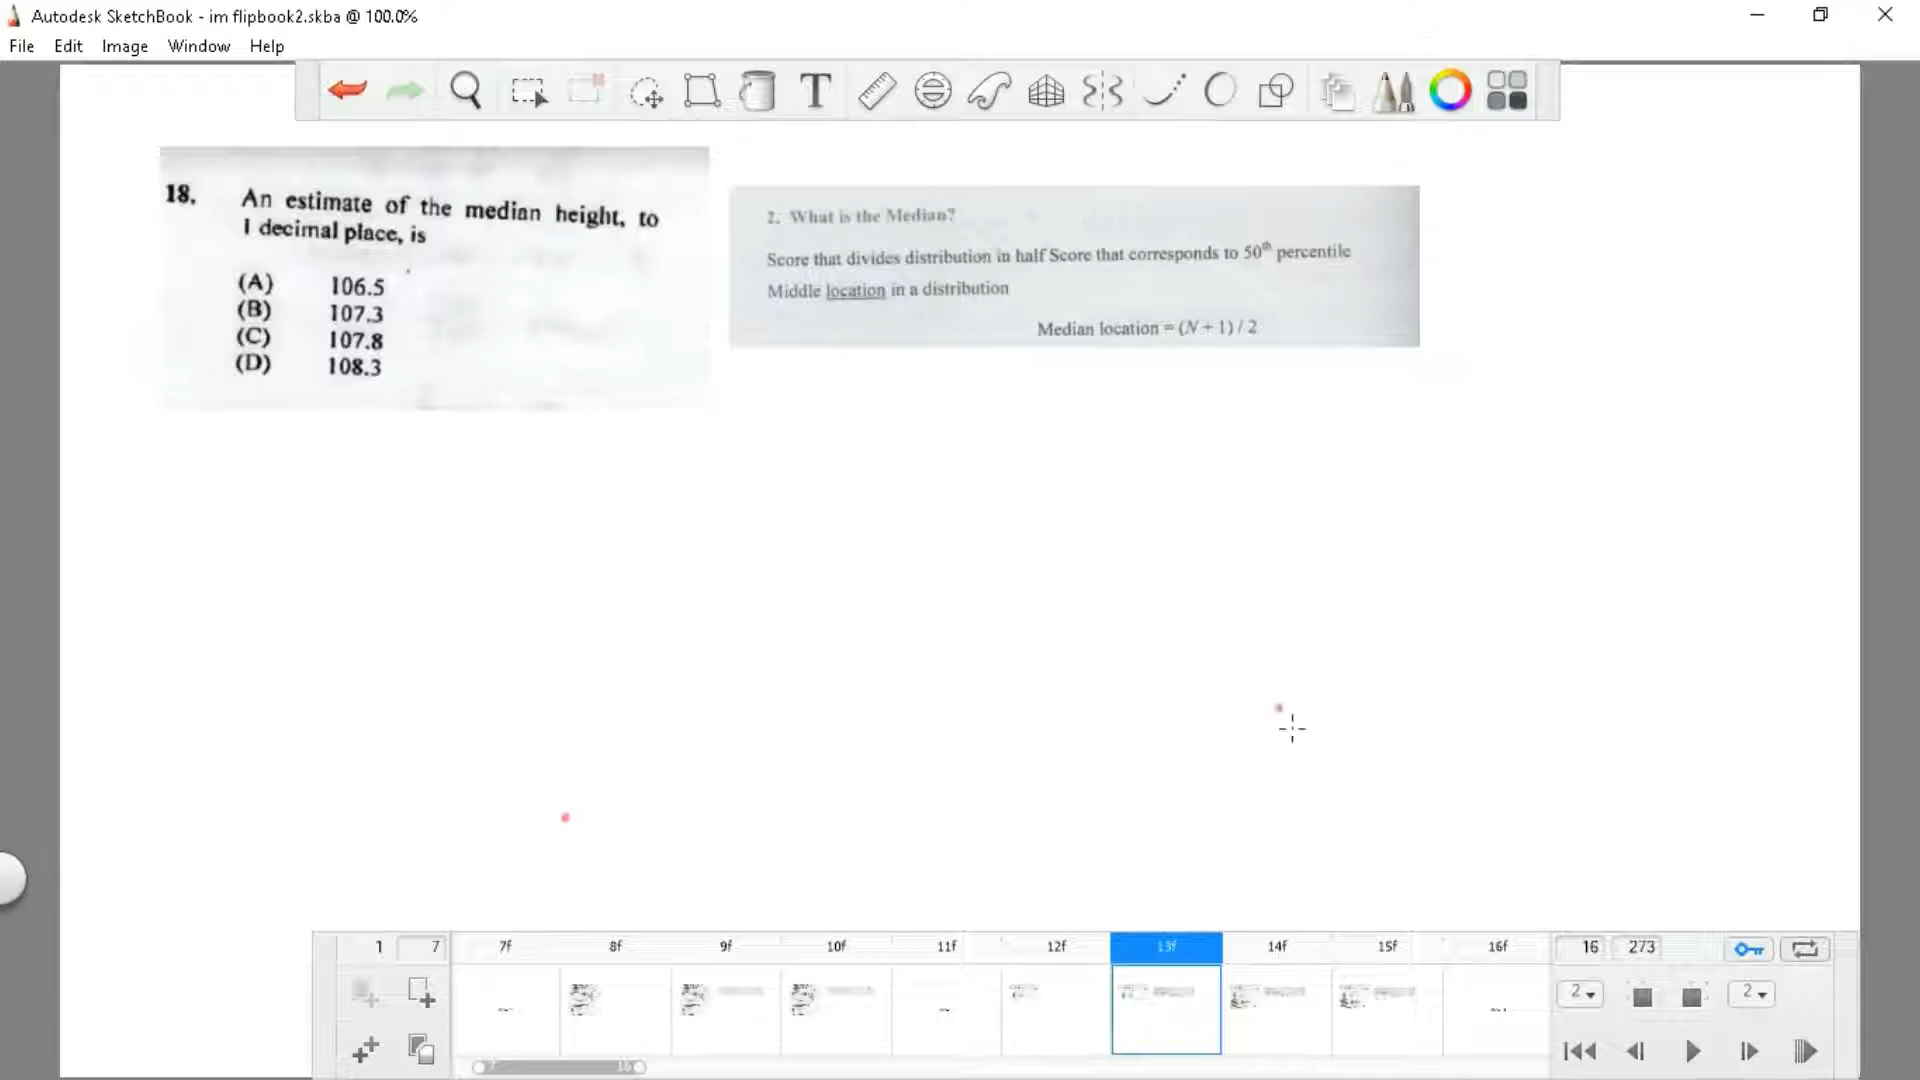 Autodesk SketchBook - im flipbook2.skba @ 100.0%
File Edit Image Window Help
T
18. An estimate of the median height, to
1 decimal place, is
(A) 106.5
(B) 107.3
(C) 107.8
(D) 108.3
2. What is the Median?
Score that divides distribution in half Score that corresponds to 50th percentile
Middle location in a distribution
Median location = (N + 1) / 2
1 7 7f 8f 9f 10f 11f 12f 13f 14f 15f 16f 16 273
2 2
7 16